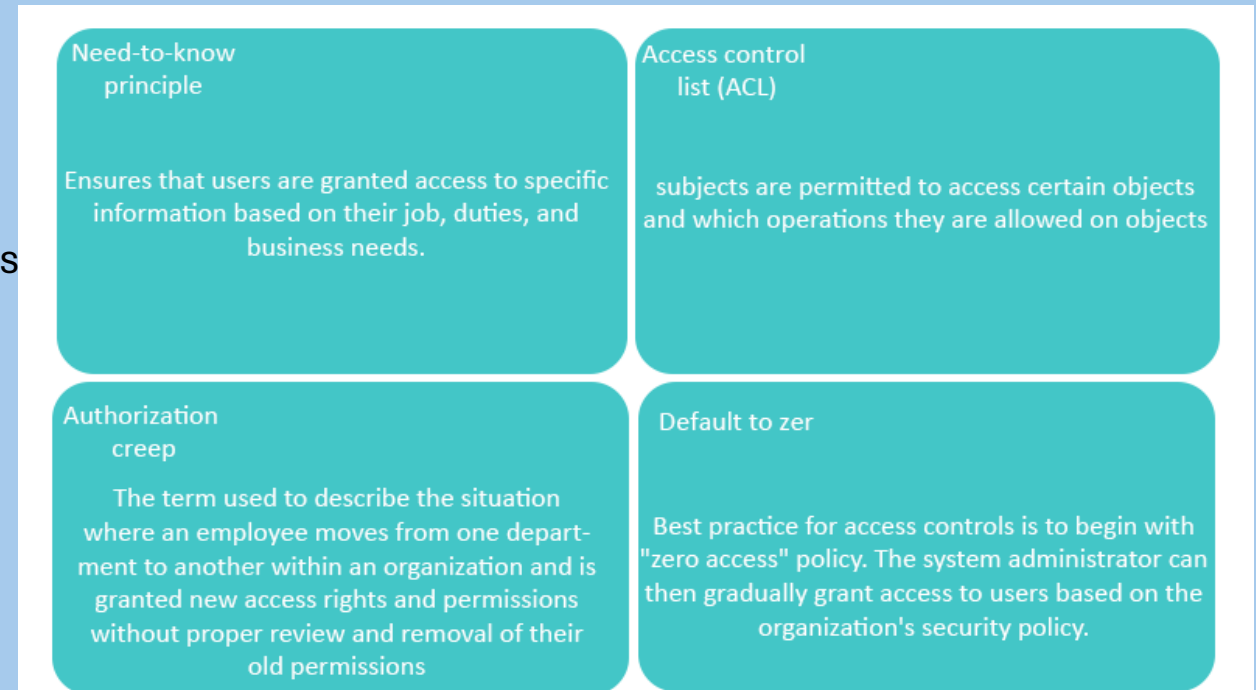 Need-to-know
principle
Ensures that users are granted access to specific
information based on their job, duties, and
business needs.
Access control
list (ACL)
subjects are permitted to access certain objects
and which operations they are allowed on objects
s
Authorization
creep
The term used to describe the situation
where an employee moves from one depart-
ment to another within an organization and is
granted new access rights and permissions
without proper review and removal of their
old permissions
Default to zer
Best practice for access controls is to begin with
"zero access" policy. The system administrator can
then gradually grant access to users based on the
organization's security policy.